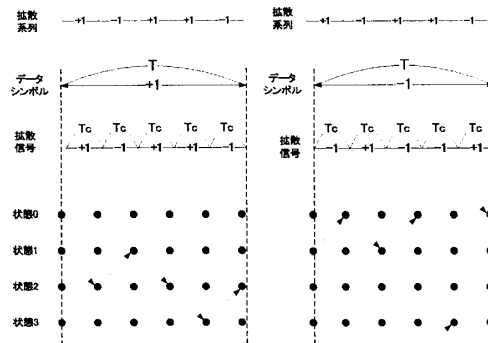 拡散
系列
+1 -1 +1 +1 -1
T
データ
シンボル
+1
Tc Tc Tc Tc Tc
拡散
信号
+1 -1 +1 +1 -1
状態0
状態1
状態2
状態3
拡散
系列
+1 -1 +1 +1 -1
T
データ
シンボル
-1
Tc Tc Tc Tc Tc
拡散
信号
-1 +1 -1 -1 +1